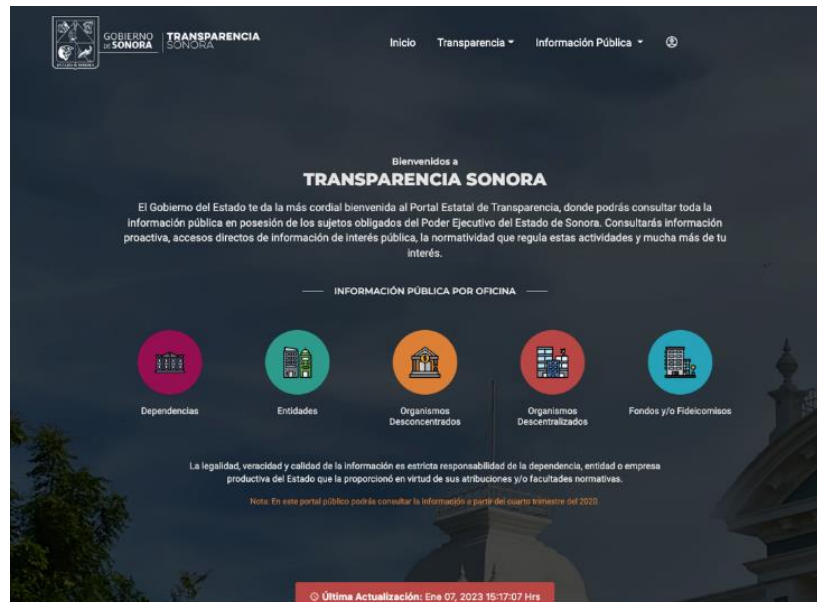 GOBIERNO
DE SONORA
TRANSPARENCIA
SONORA
Inicio Transparencia Información Pública
Bienvenidos a
TRANSPARENCIA SONORA
El Gobierno del Estado te da la más cordial bienvenida al Portal Estatal de Transparencia, donde podrás consultar toda la
información pública en posesión de los sujetos obligados del Poder Ejecutivo del Estado de Sonora. Consultarás información
proactiva, accesos directos de información de interés pública, la normatividad que regula estas actividades y mucha más de tu
interés.
INFORMACIÓN PÚBLICA POR OFICINA
Dependencias
Entidades
Organismos
Desconcentrados
Organismos
Descentralizados
Fondos y/o Fideicomisos
La legalidad, veracidad y calidad de la información es estricta responsabilidad de la dependencia, entidad o empresa
productiva del Estado que la proporcionó en virtud de sus atribuciones y/o facultades normativas.
Nota: En este portal público podrás consultar la información a partir del cuarto trimestre del 2020.
Última Actualización: Ene 07, 2023 15:17:07 Hrs